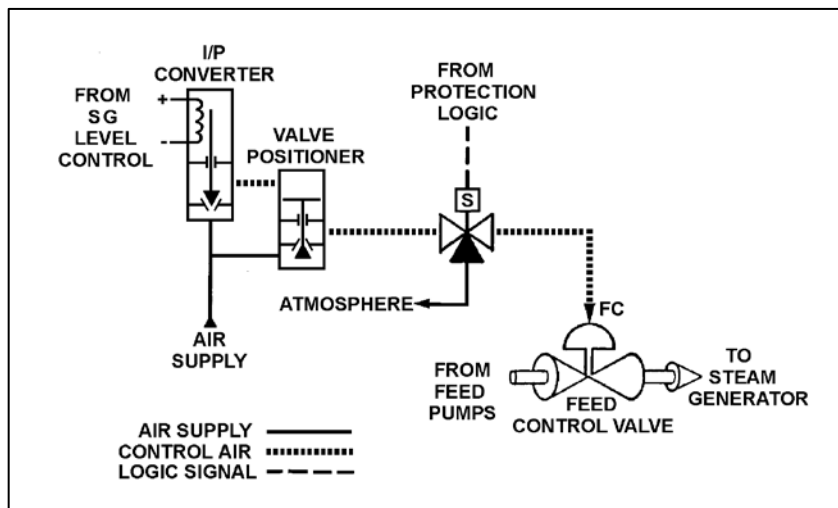 I/P
CONVERTER
FROM
SG
LEVEL
CONTROL
+
-
VALVE
POSITIONER
FROM
PROTECTION
LOGIC
S
ATMOSPHERE
AIR
SUPPLY
FC
FROM
FEED
PUMPS
FEED
CONTROL VALVE
TO
STEAM
GENERATOR
AIR SUPPLY
CONTROL AIR
LOGIC SIGNAL